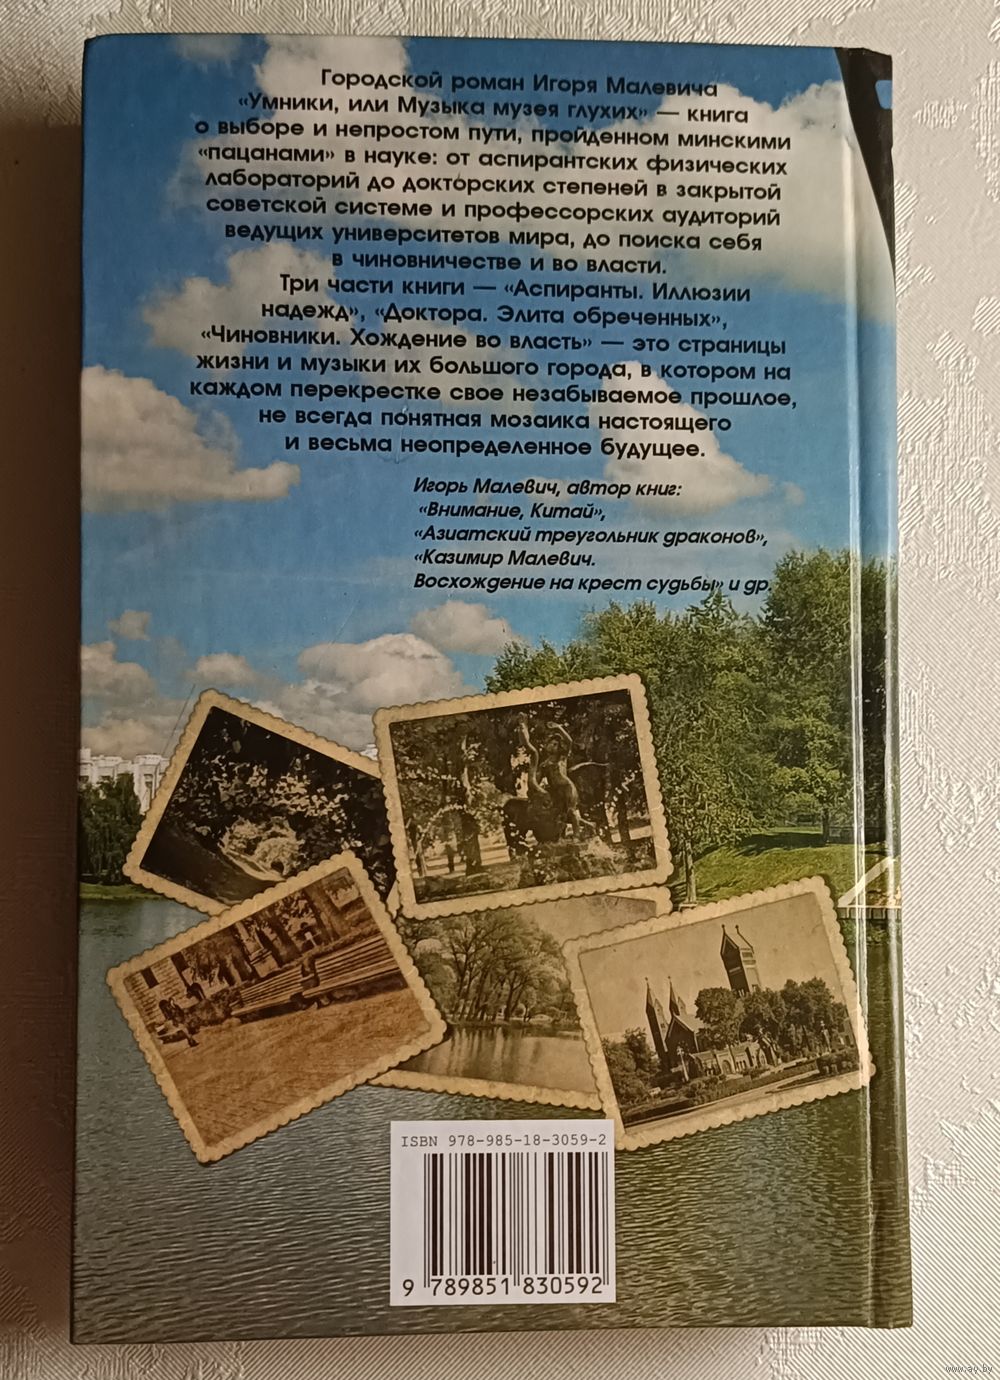 Городской роман Игоря Малевича
«Умники, или Музыка музея глухих» — книга
о выборе и непростом пути, пройденном минскими
«пацанами» в науке: от аспирантских физических
лабораторий до докторских степеней в закрытой
советской системе и профессорских аудиторий
ведущих университетов мира, до поиска себя
в чиновничестве и во власти.
Три части книги — «Аспиранты. Иллюзии
надежд», «Доктора. Элита обреченных»,
«Чиновники. Хождение во власть» — это страницы
жизни и музыки их большого города, в котором на
каждом перекрестке свое незабываемое прошлое,
не всегда понятная мозаика настоящего
и весьма неопределенное будущее.
Игорь Малевич, автор книг:
«Внимание, Китай»,
«Азиатский треугольник драконов»,
«Казимир Малевич.
Восхождение на крест судьбы» и др.
ISBN 978-985-18-3059-2
9 789851 830592
www.ay.by